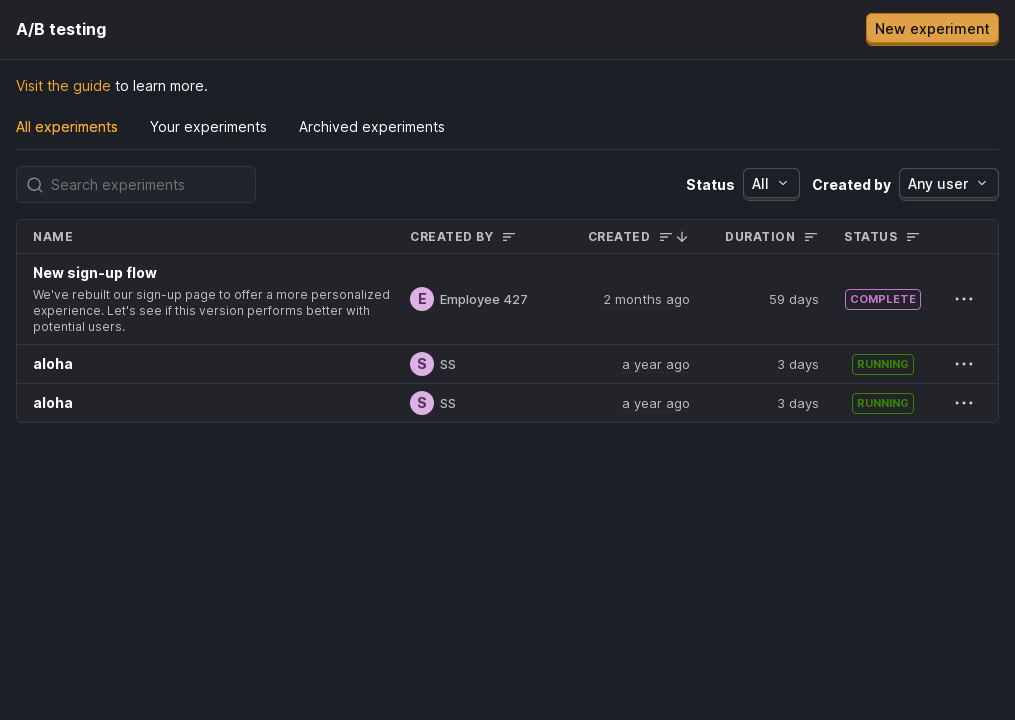 A/B testing
New experiment
Visit the guide to learn more.
All experiments Your experiments Archived experiments
Search experiments Status All Created by Any user
NAME CREATED BY CREATED DURATION STATUS
New sign-up flow
We've rebuilt our sign-up page to offer a more personalized
experience. Let's see if this version performs better with
potential users.
E Employee 427 2 months ago 59 days COMPLETE
aloha S SS a year ago 3 days RUNNING
aloha S SS a year ago 3 days RUNNING